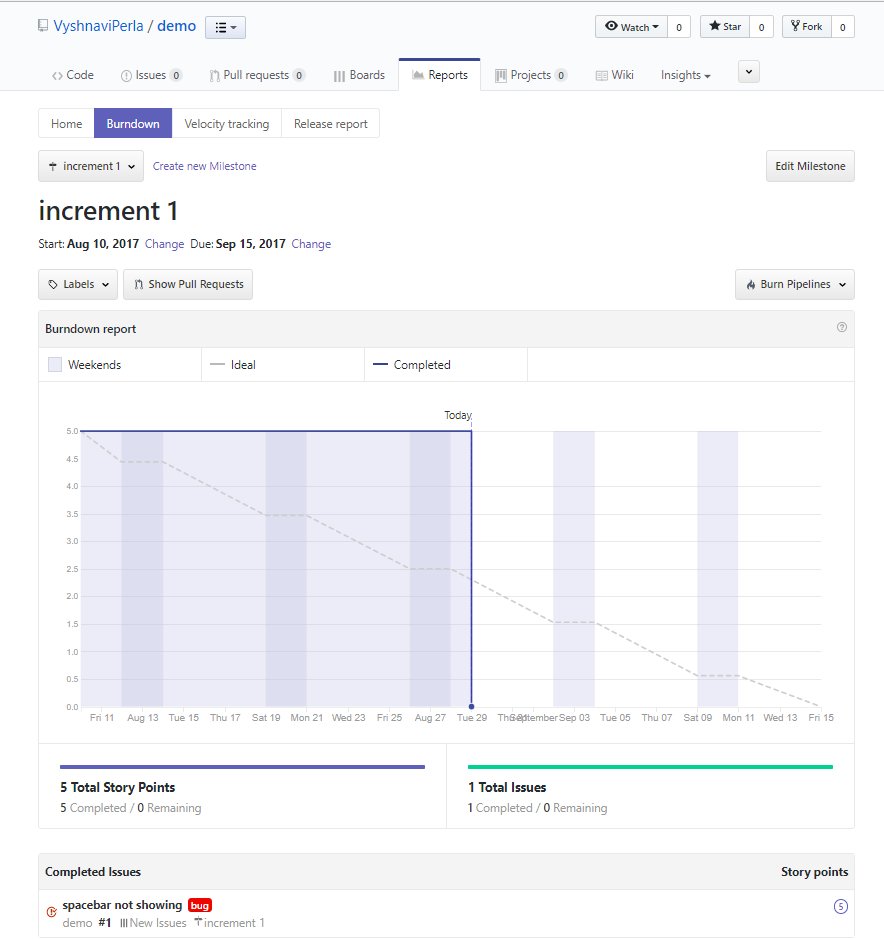 VyshnaviPerla / demo
Watch 0 Star 0 Fork 0
Code Issues 0 Pull requests 0 Boards Reports Projects 0 Wiki Insights
Home Burndown Velocity tracking Release report
increment 1 Create new Milestone Edit Milestone
increment 1
Start: Aug 10, 2017 Change Due: Sep 15, 2017 Change
Labels Show Pull Requests Burn Pipelines
Burndown report
Weekends Ideal Completed
Today
5.0
4.5
4.0
3.5
3.0
2.5
2.0
1.5
1.0
0.5
0.0
Fri 11 Aug 13 Tue 15 Thu 17 Sat 19 Mon 21 Wed 23 Fri 25 Aug 27 Tue 29 September Sep 03 Tue 05 Thu 07 Sat 09 Mon 11 Wed 13 Fri 15
5 Total Story Points 1 Total Issues
5 Completed / 0 Remaining 1 Completed / 0 Remaining
Completed Issues Story points
spacebar not showing bug 5
demo #1 New Issues increment 1